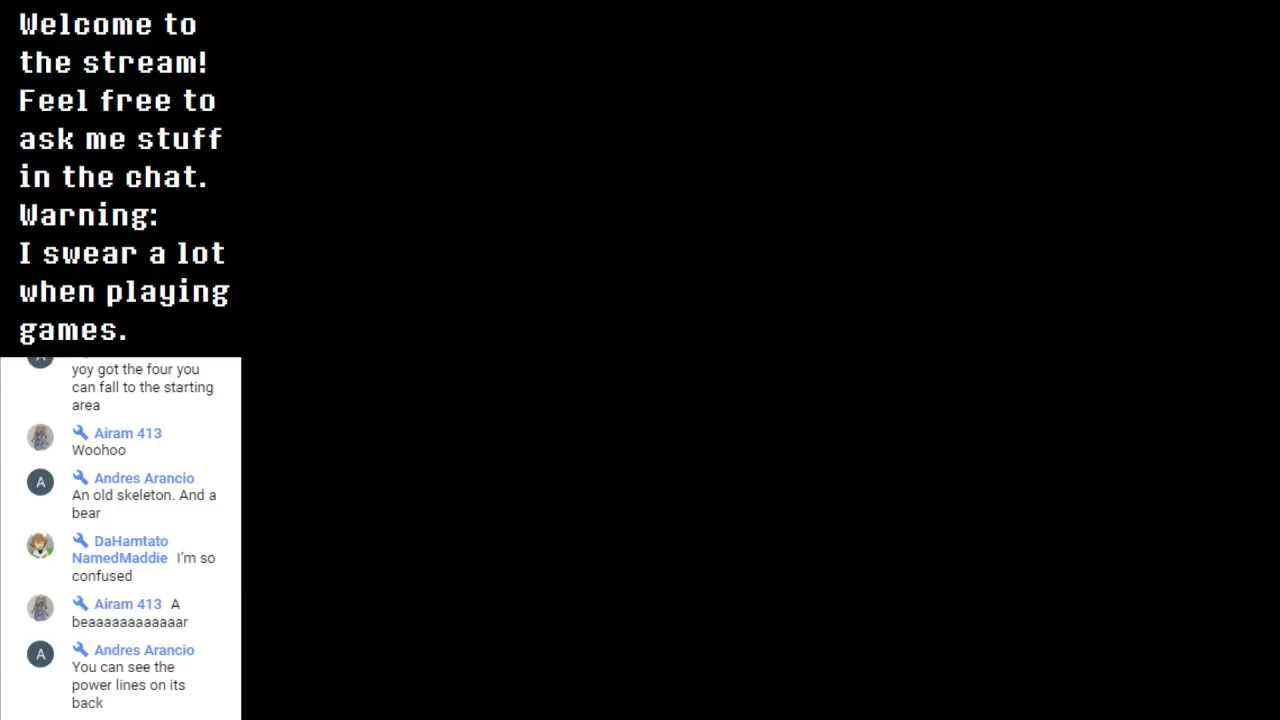 Welcome to
the stream!
Feel free to
ask me stuff
in the chat.
Warning:
I swear a lot
when playing
games.
yoy got the four you
can fall to the starting
area
Airam 413
Woohoo
Andres Arancio
An old skeleton. And a
bear
DaHamtato
NamedMaddie I'm so
confused
Airam 413 A
beaaaaaaaaaaar
Andres Arancio
You can see the
power lines on its
back
A
A